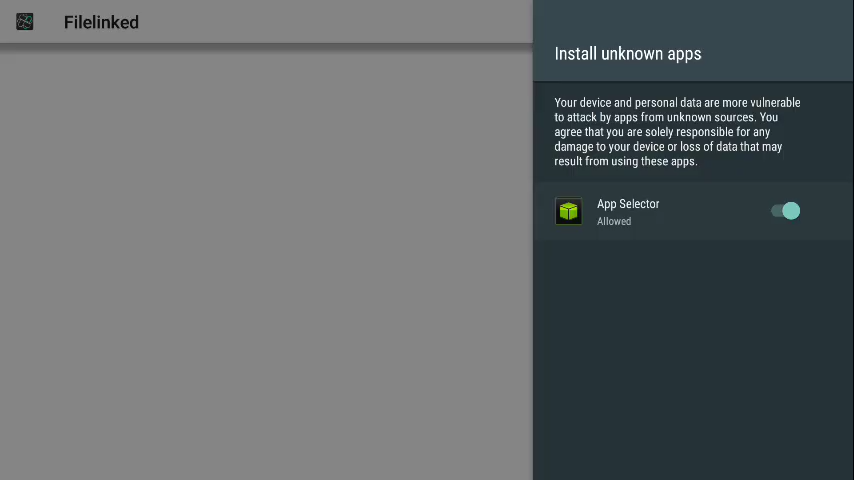 Filelinked
Install unknown apps
Your device and personal data are more vulnerable
to attack by apps from unknown sources. You
agree that you are solely responsible for any
damage to your device or loss of data that may
result from using these apps.
App Selector
Allowed